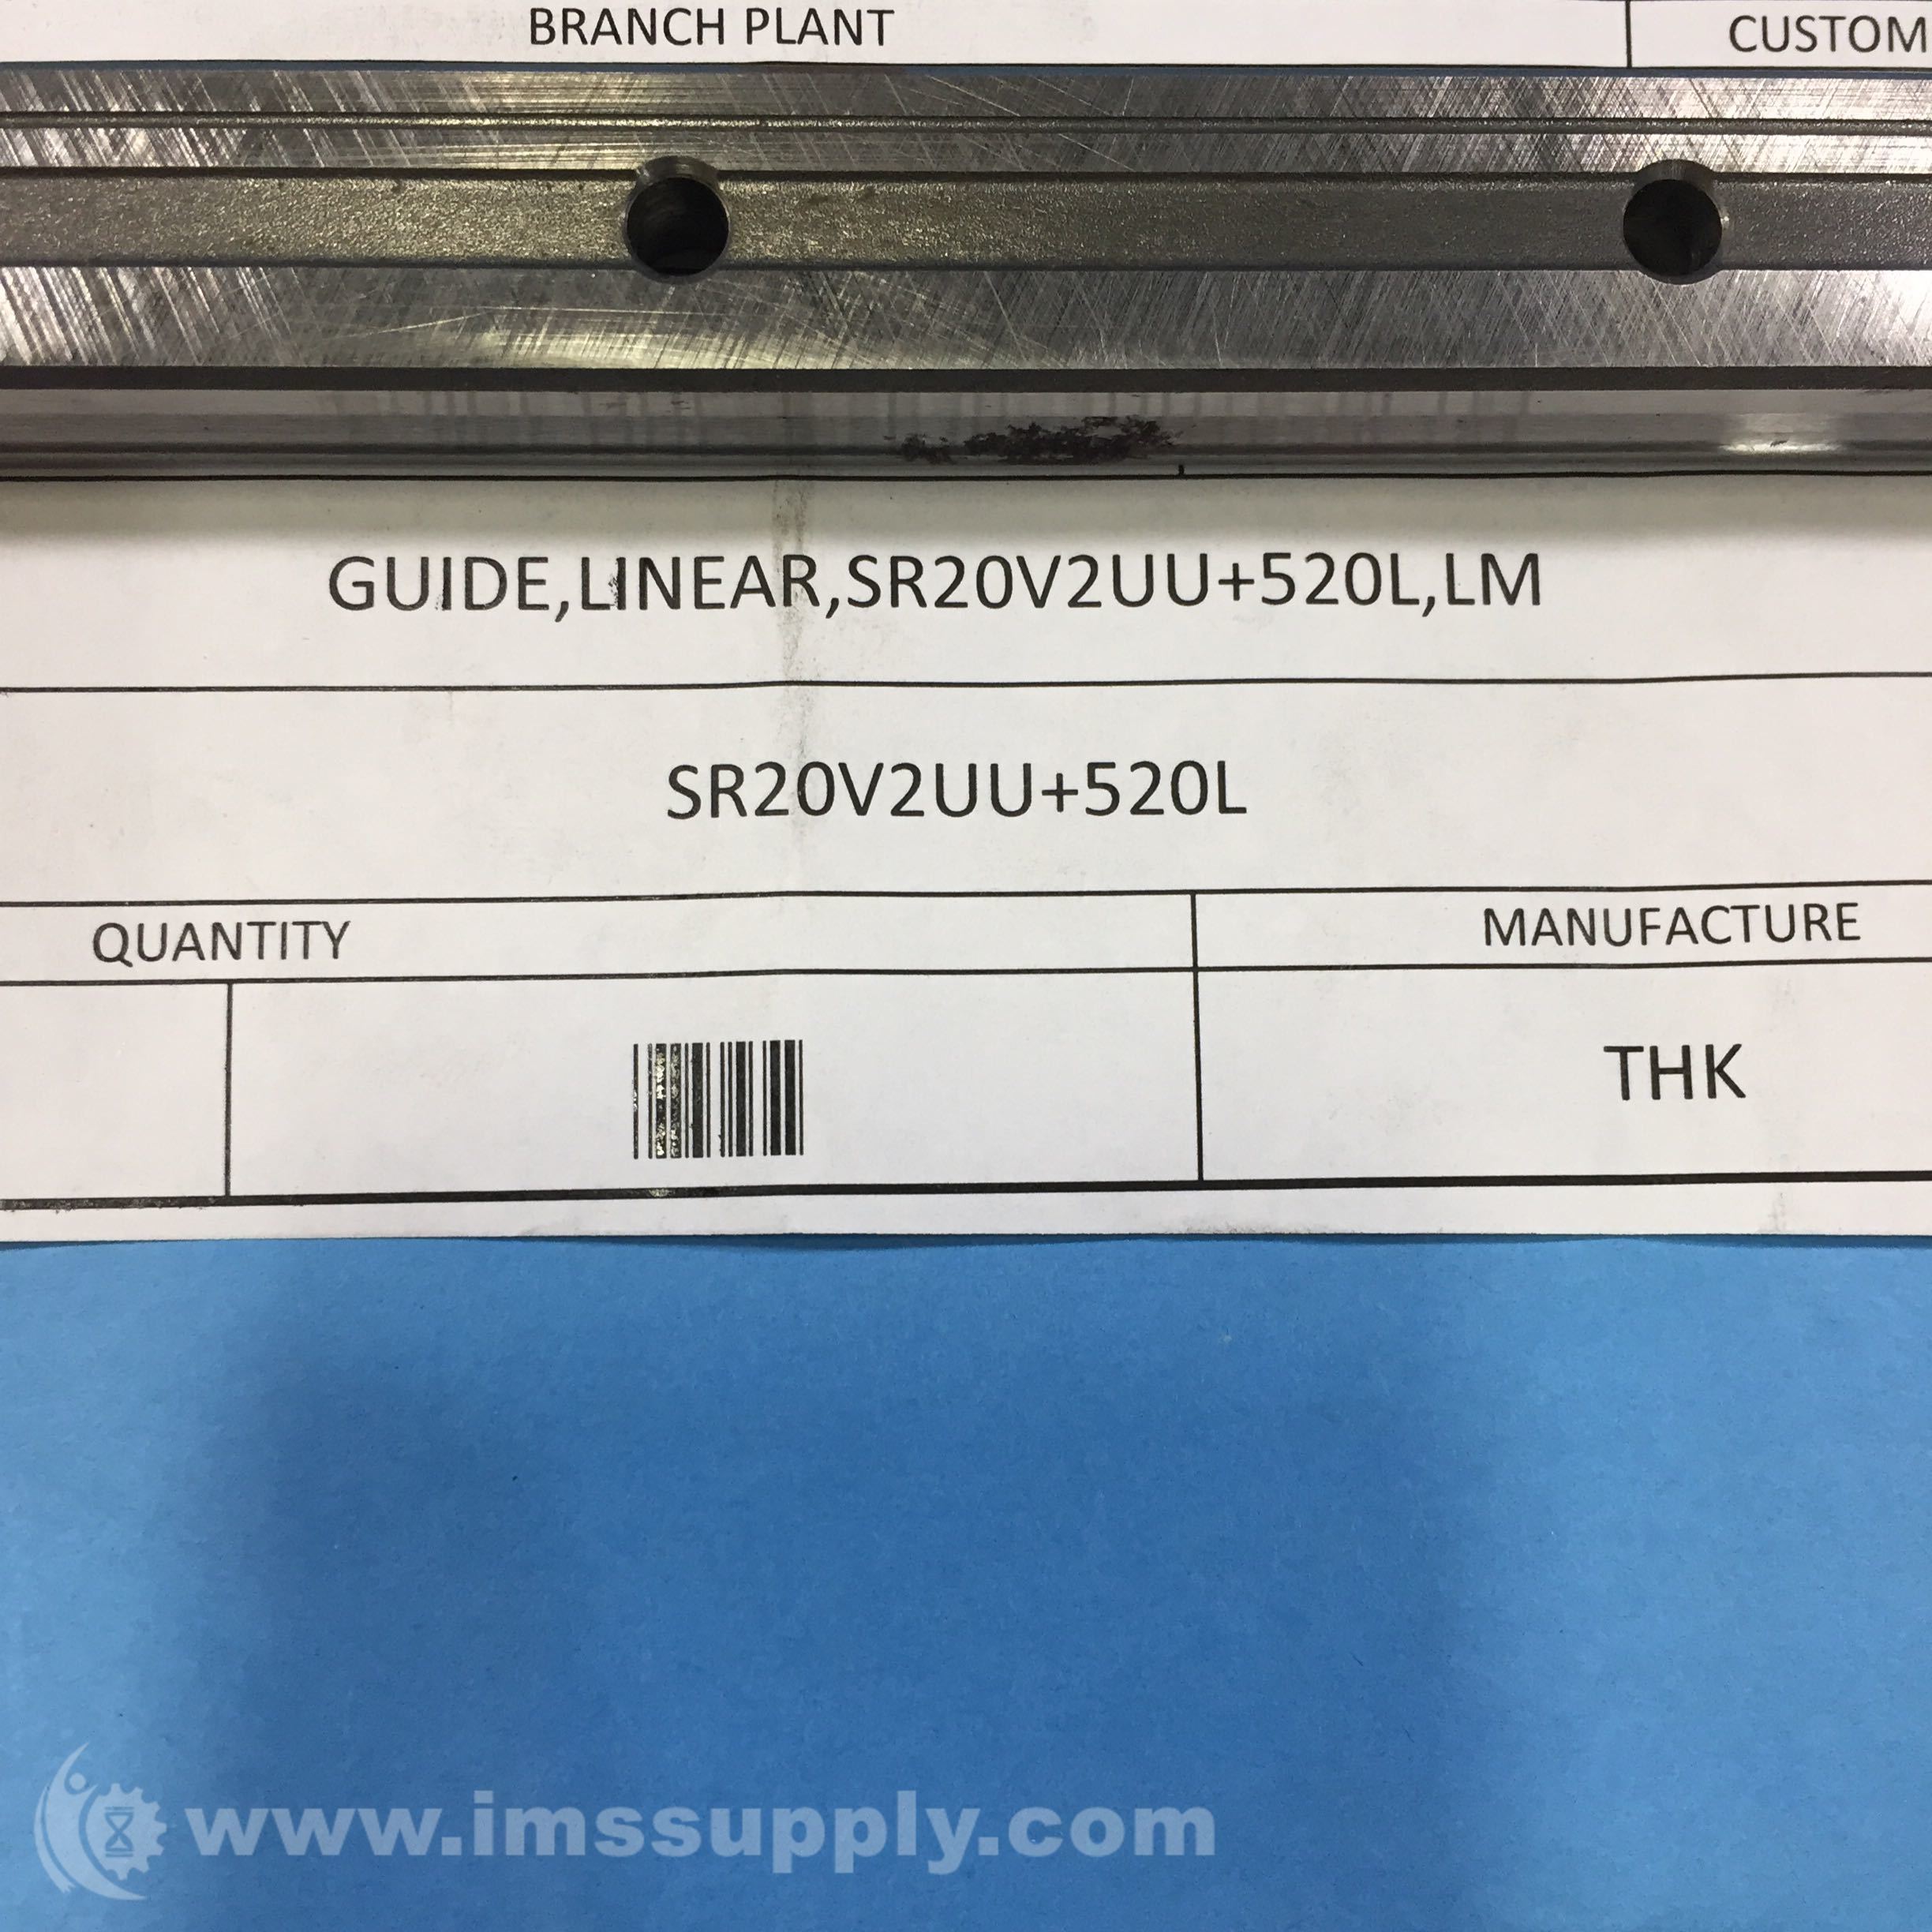 BRANCH PLANT
CUSTOM
GUIDE,LINEAR,SR20V2UU+520L,LM
SR20V2UU+520L
QUANTITY
MANUFACTURE
THK
www.imssupply.com